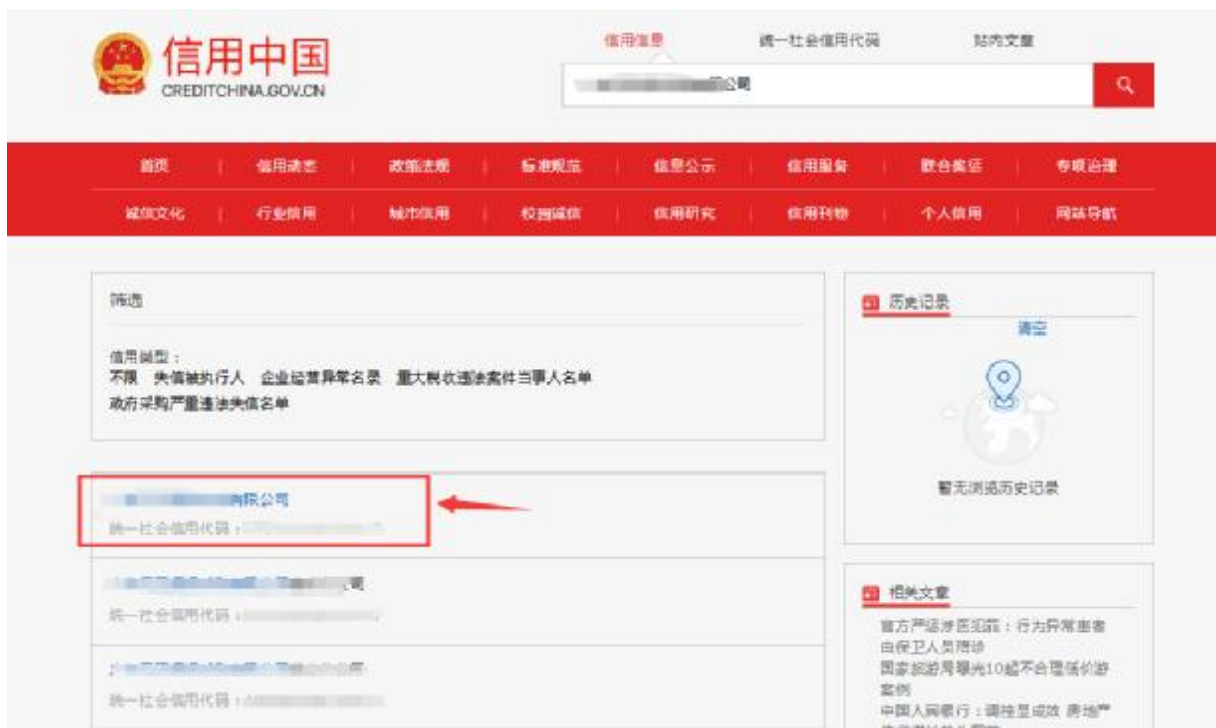 信用中国
CREDITCHINA.GOV.CN
信用信息 统一社会信用代码 站内文章
公司
首页 信用动态 政策法规 标准规范 信息公示 信用服务 联合奖惩 专项治理
诚信文化 行业信用 城市信用 校园诚信 信用研究 信用刊物 个人信用 网站导航
筛选
信用类型：
不限 失信被执行人 企业经营异常名录 重大税收违法案件当事人名单
政府采购严重违法失信名单
有限公司
统一社会信用代码：
司
统一社会信用代码：
统一社会信用代码：
历史记录
清空
暂无浏览历史记录
相关文章
官方严惩涉医犯罪：行为异常患者
由保卫人员陪诊
国家旅游局曝光10起不合理低价游
案例
中国人民银行：调控显成效 房地产